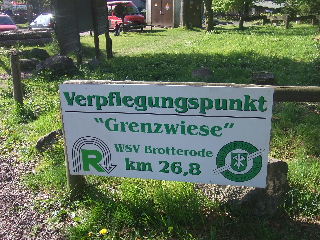 Verpflegungspunkt
"Grenzwiese"
R WSV Brotterode
km 26,8